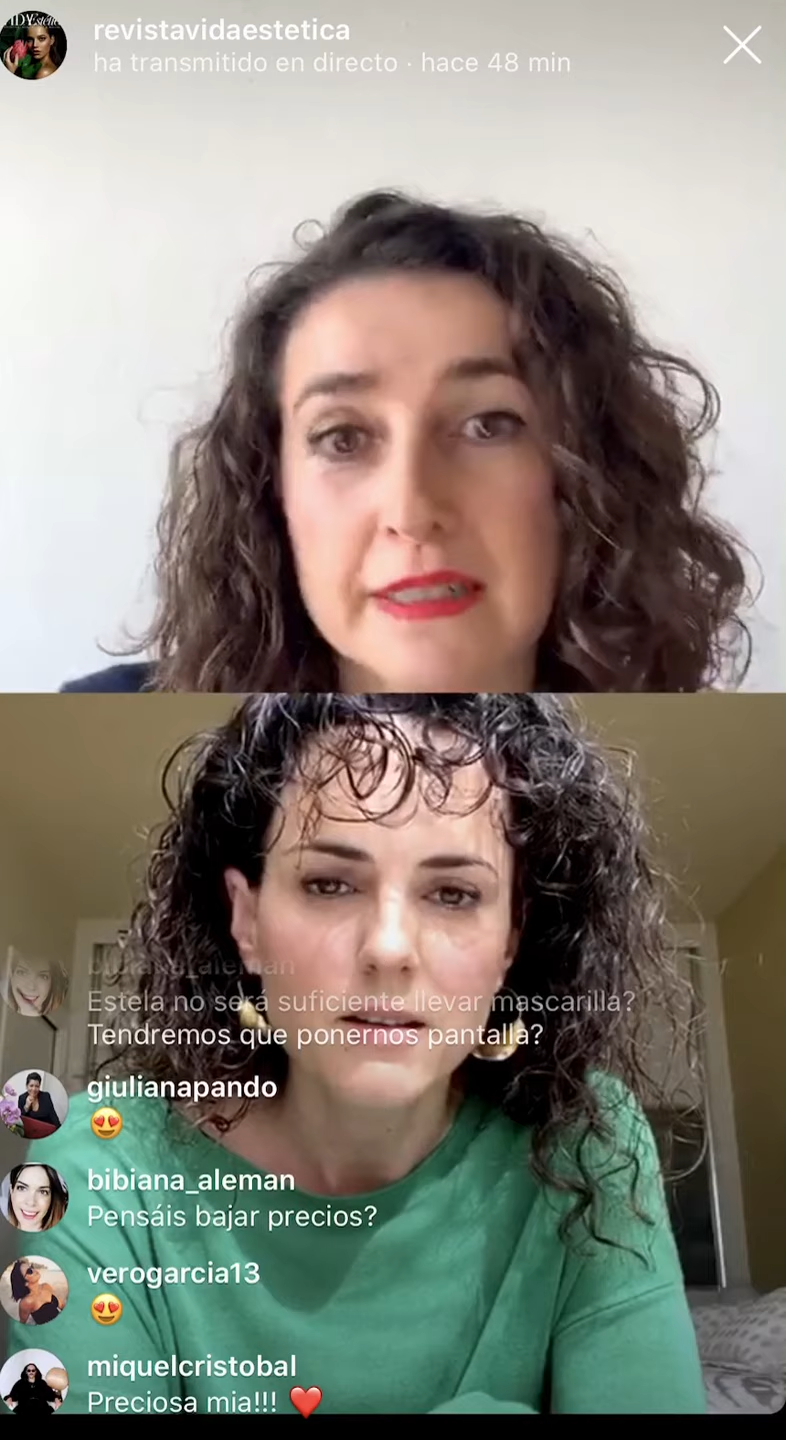 revistavidaestetica
ha transmitido en directo · hace 48 min
bibiana_aleman
Estela no será suficiente llevar mascarilla?
Tendremos que ponernos pantalla?
giulianapando
😍
bibiana_aleman
Pensáis bajar precios?
verogarcia13
😍
miquelcristobal
Preciosa mia!!! ❤️